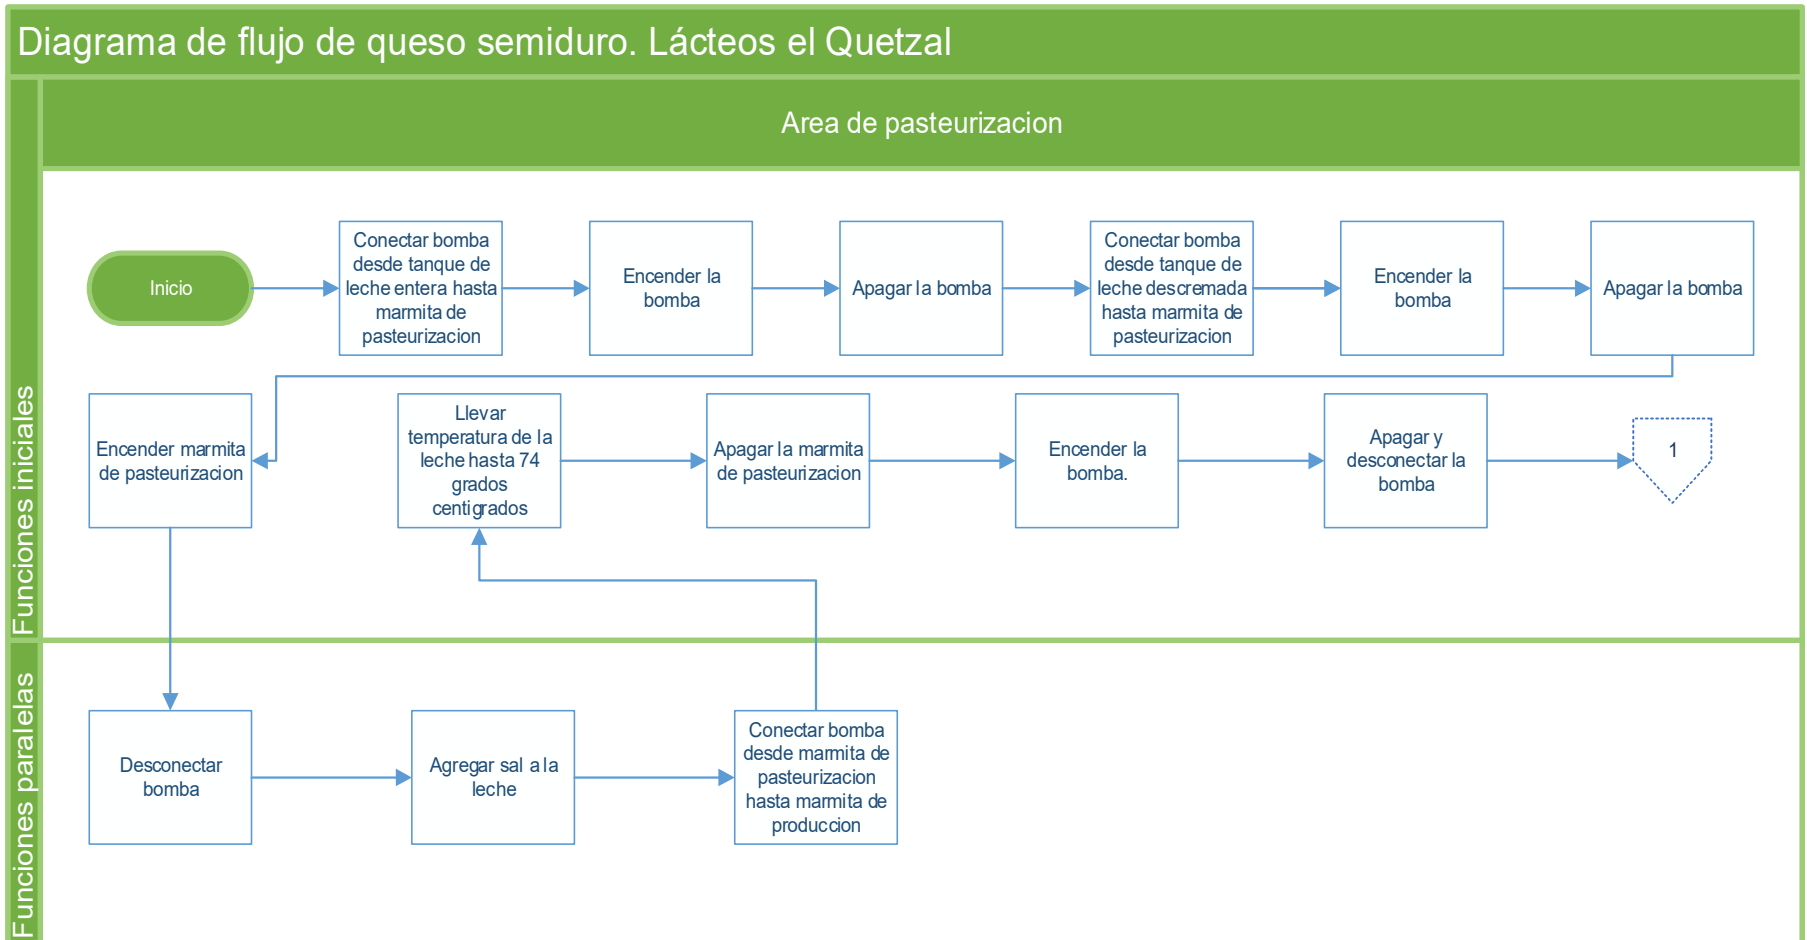 Diagrama de flujo de queso semiduro. Lácteos el Quetzal
Area de pasteurizacion
Funciones iniciales
Inicio
Conectar bomba
desde tanque de
leche entera hasta
marmita de
pasteurizacion
Encender la
bomba
Apagar la bomba
Conectar bomba
desde tanque de
leche descremada
hasta marmita de
pasteurizacion
Encender la
bomba
Apagar la bomba
Encender marmita
de pasteurizacion
Llevar
temperatura de la
leche hasta 74
grados
centigrados
Apagar la marmita
de pasteurizacion
Encender la
bomba.
Apagar y
desconectar la
bomba
1
Funciones paralelas
Desconectar
bomba
Agregar sal a la
leche
Conectar bomba
desde marmita de
pasteurizacion
hasta marmita de
produccion